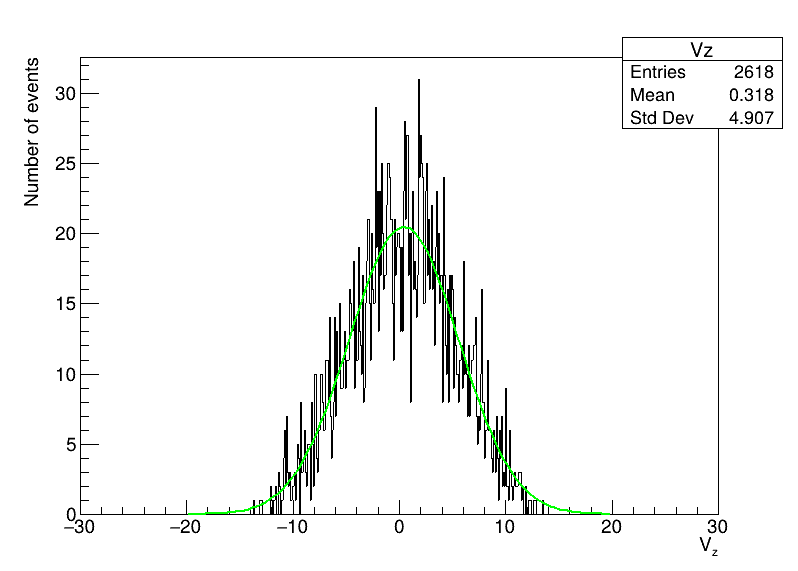 Vz
Entries 2618
Mean 0.318
Std Dev 4.907
Number of events
30
25
20
15
10
5
0
−30 −20 −10 0 10 20 30
Vz